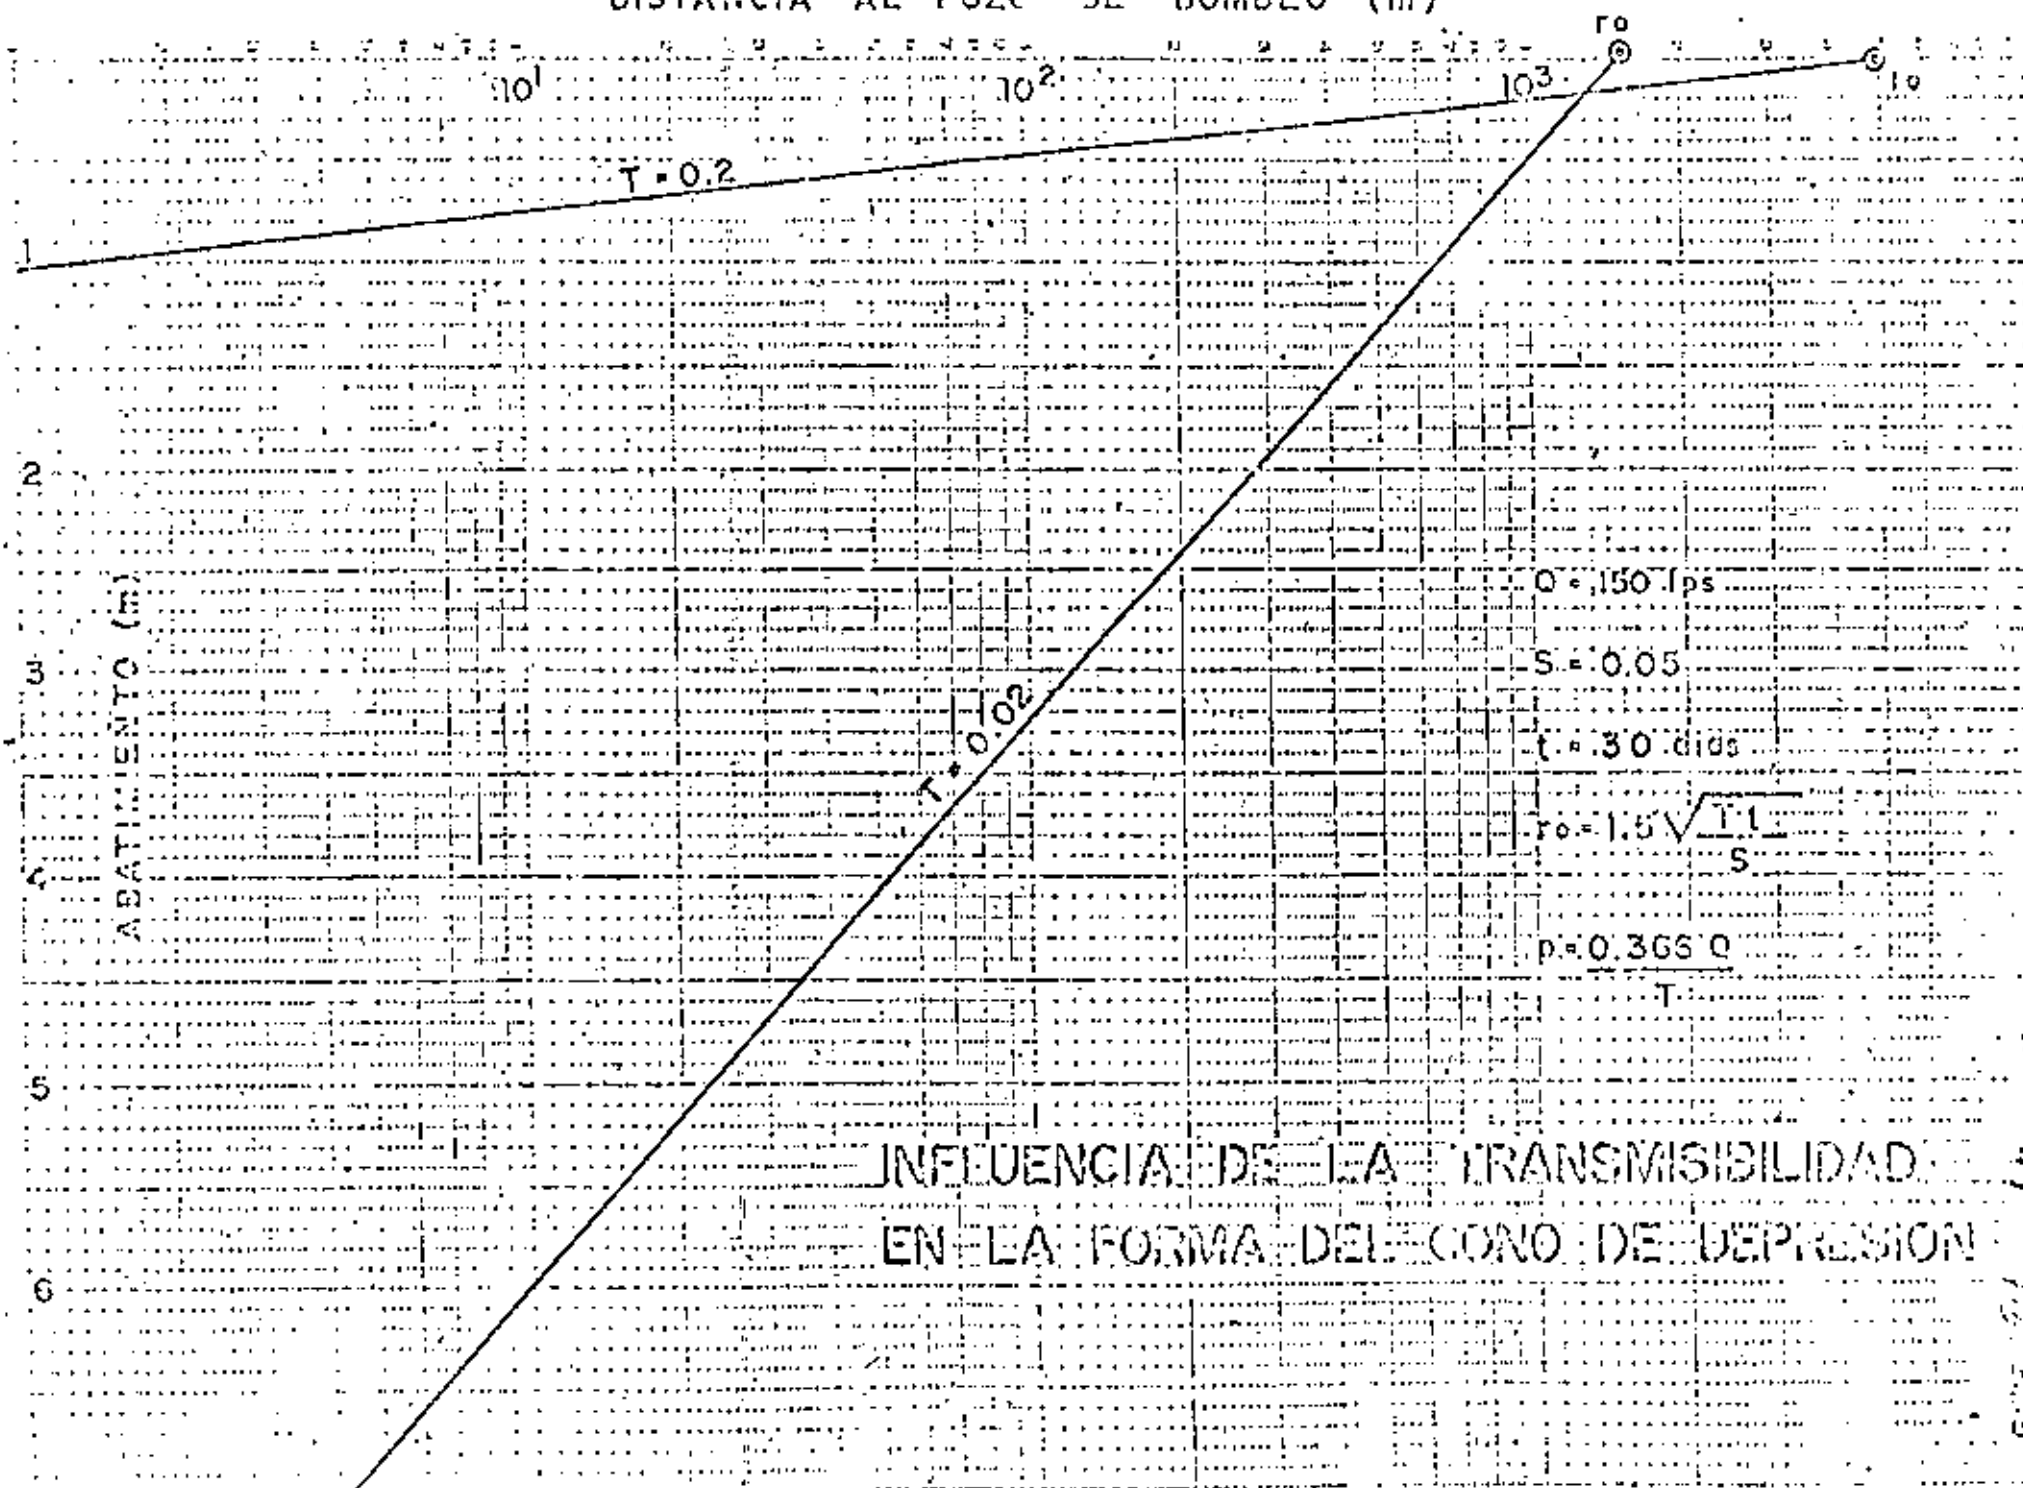 DISTANCIA AL POZO DE BOMBEO (m)
ro
10¹ 10² 10³
ro
T = 0.2
1
2
3
4
5
6
ABATIMIENTO (m)
T = 0.02
Q = 150 lps
S = 0.05
t = 30 dias
ro = 1.5 √ T t
S
p = 0.366 Q
T
INFLUENCIA DE LA TRANSMISIBILIDAD
EN LA FORMA DEL CONO DE DEPRESION